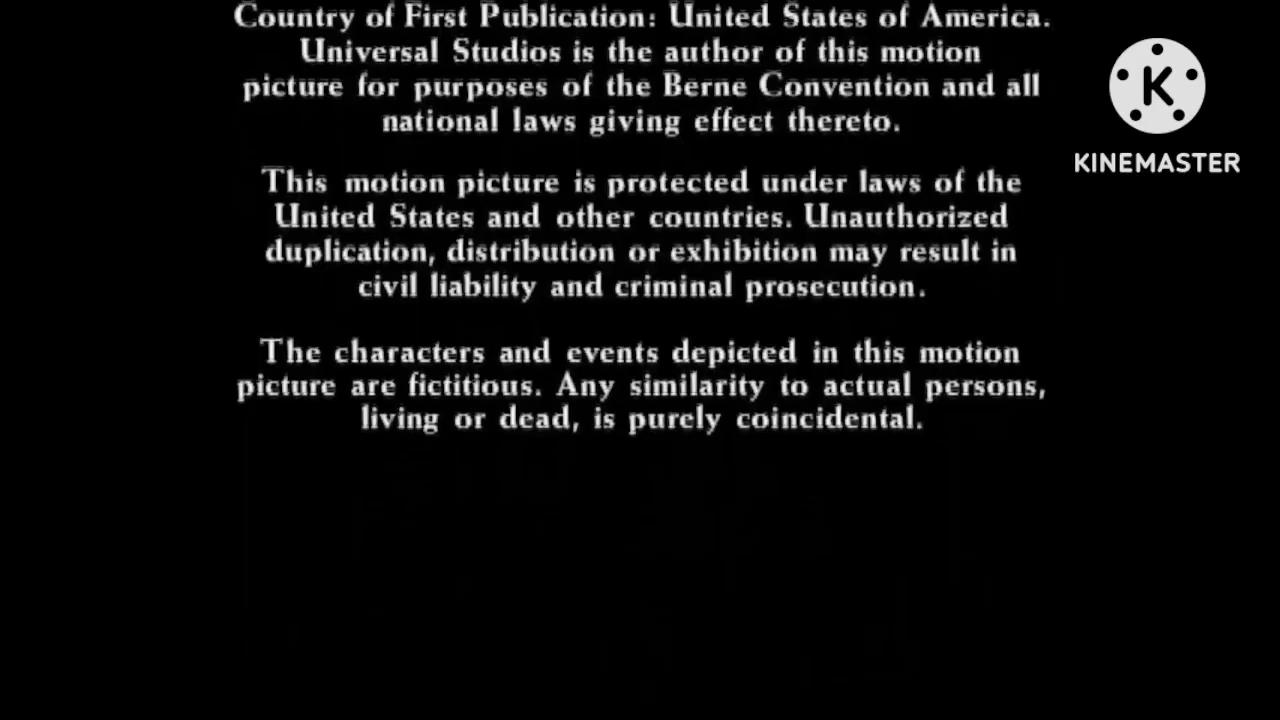 Country of First Publication: United States of America.
Universal Studios is the author of this motion
picture for purposes of the Berne Convention and all
national laws giving effect thereto.
This motion picture is protected under laws of the
United States and other countries. Unauthorized
duplication, distribution or exhibition may result in
civil liability and criminal prosecution.
The characters and events depicted in this motion
picture are fictitious. Any similarity to actual persons,
living or dead, is purely coincidental.
K
KINEMASTER